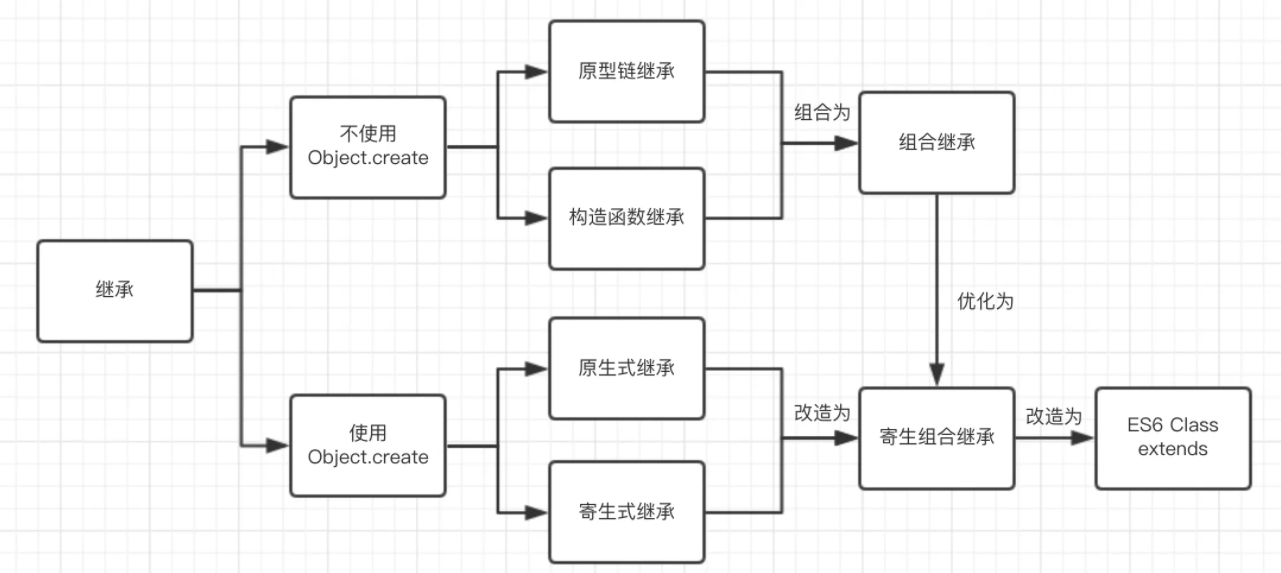 继承
不使用
Object.create
使用
Object.create
原型链继承
构造函数继承
原生式继承
寄生式继承
组合为
组合继承
优化为
改造为
寄生组合继承
改造为
ES6 Class
extends